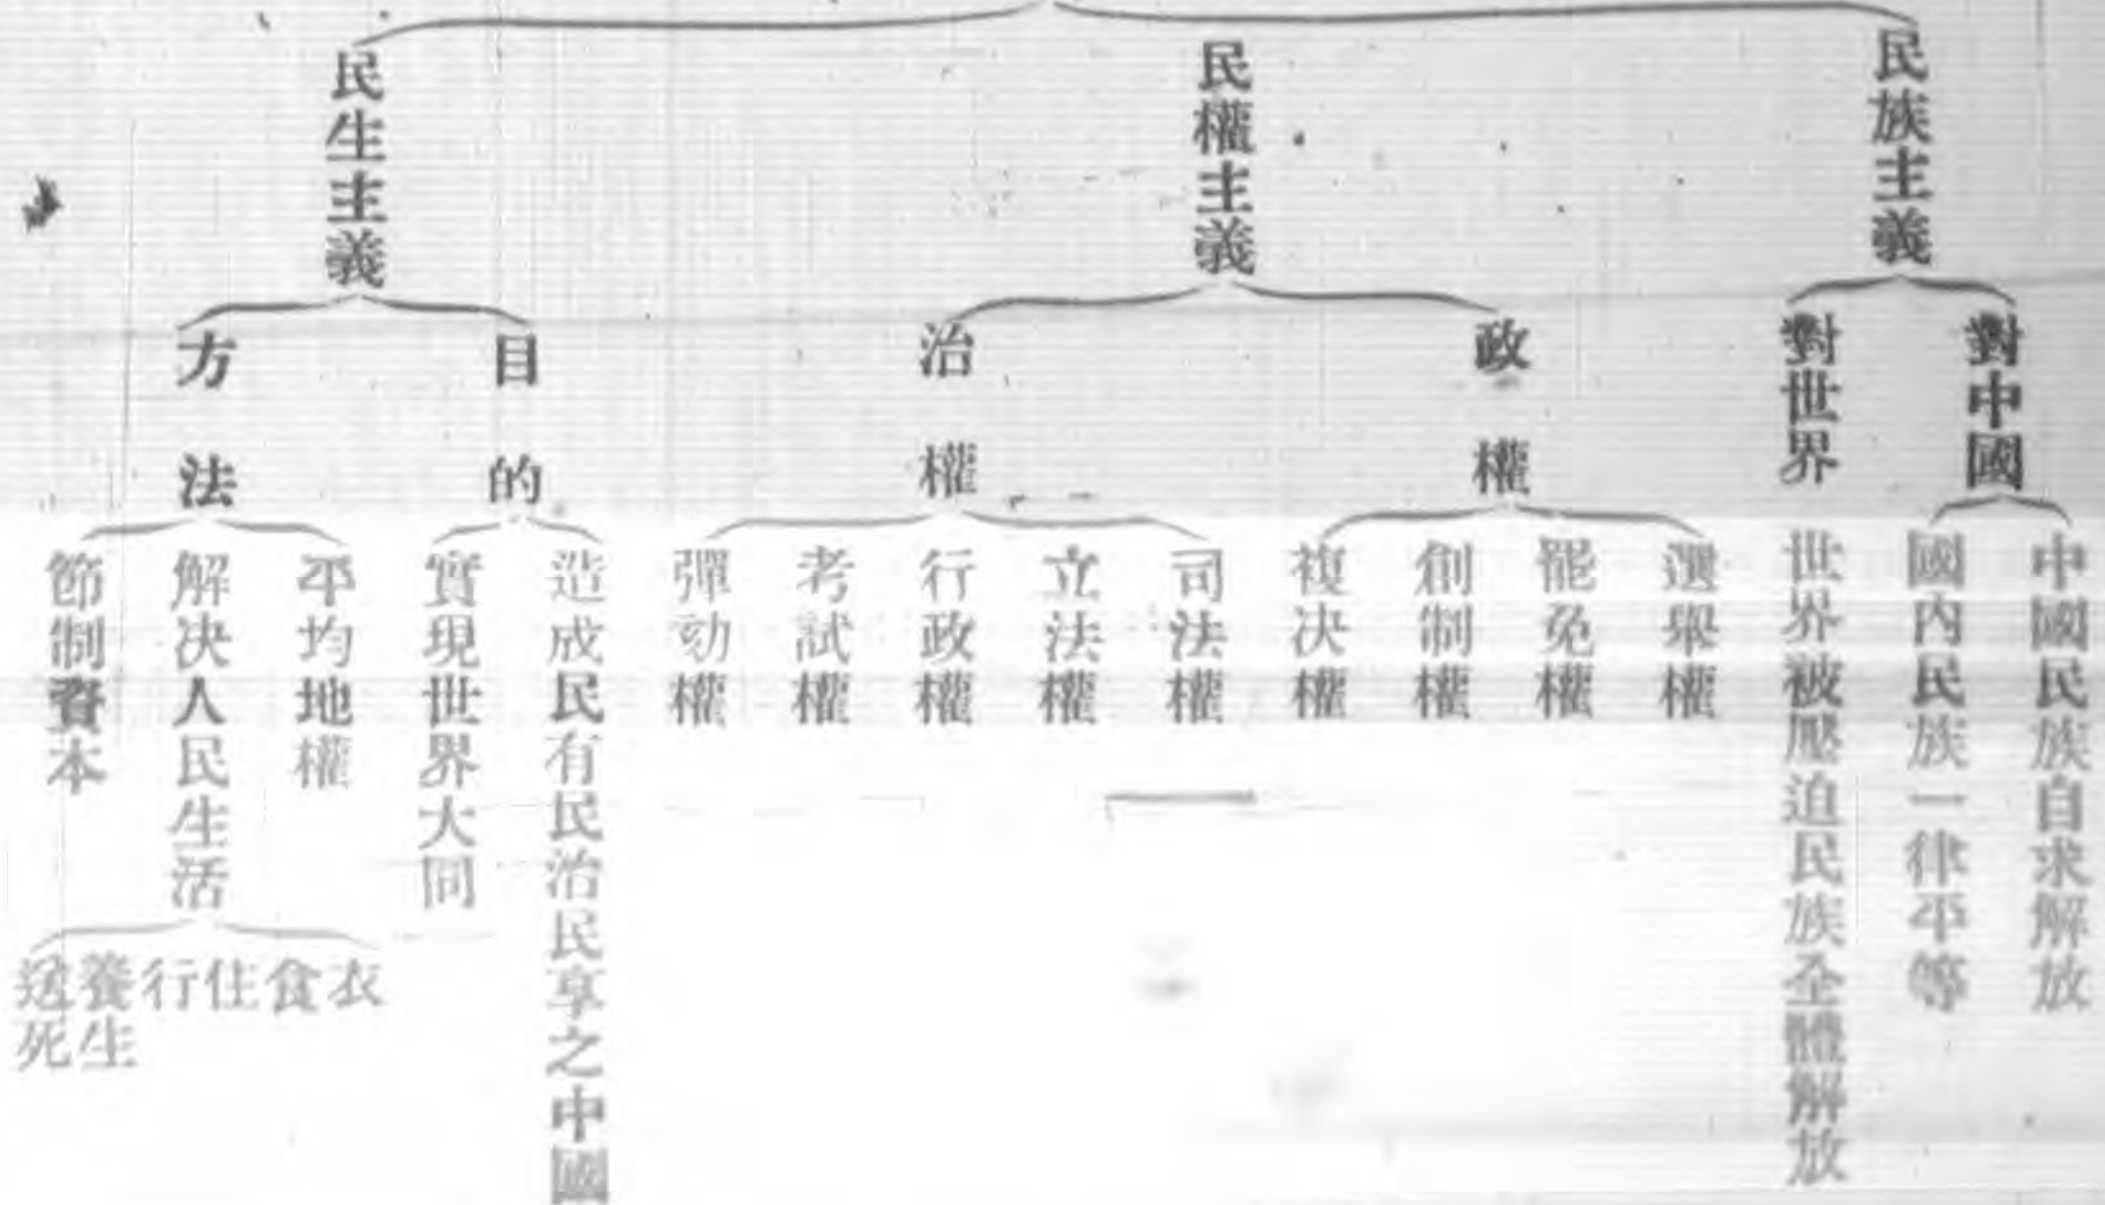 民族主義
對中國
中國民族自求解放
國內民族一律平等
對世界
世界被壓迫民族全體解放
民權主義
政權
選舉權
罷免權
創制權
複決權
治權
司法權
立法權
行政權
考試權
彈劾權
民生主義
目的
造成民有民治民享之中國
實現世界大同
方法
平均地權
解决人民生活
衣
食
住
行
養生
送死
節制資本